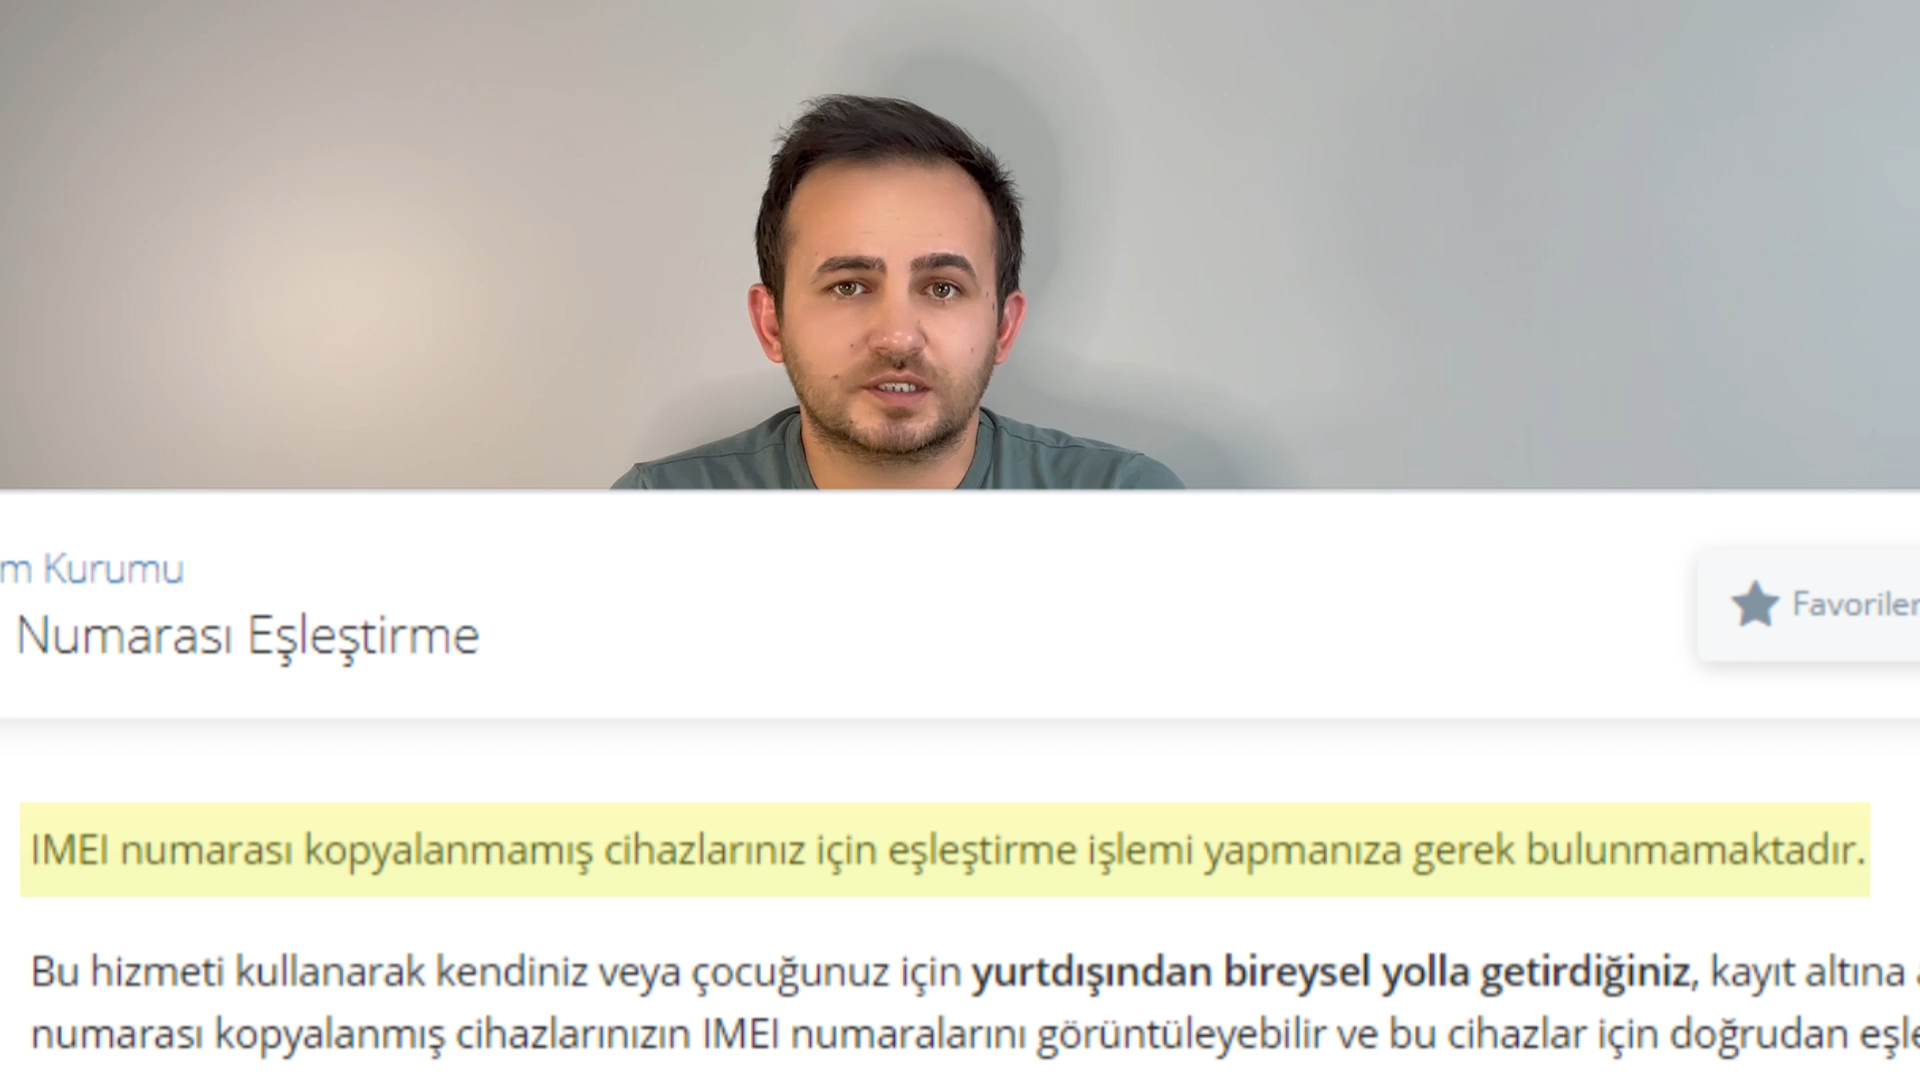 m Kurumu
Numarası Eşleştirme
Favoriler
IMEI numarası kopyalanmamış cihazlarınız için eşleştirme işlemi yapmanıza gerek bulunmamaktadır.
Bu hizmeti kullanarak kendiniz veya çocuğunuz için yurtdışından bireysel yolla getirdiğiniz, kayıt altına
numarası kopyalanmış cihazlarınızın IMEI numaralarını görüntüleyebilir ve bu cihazlar için doğrudan eşle